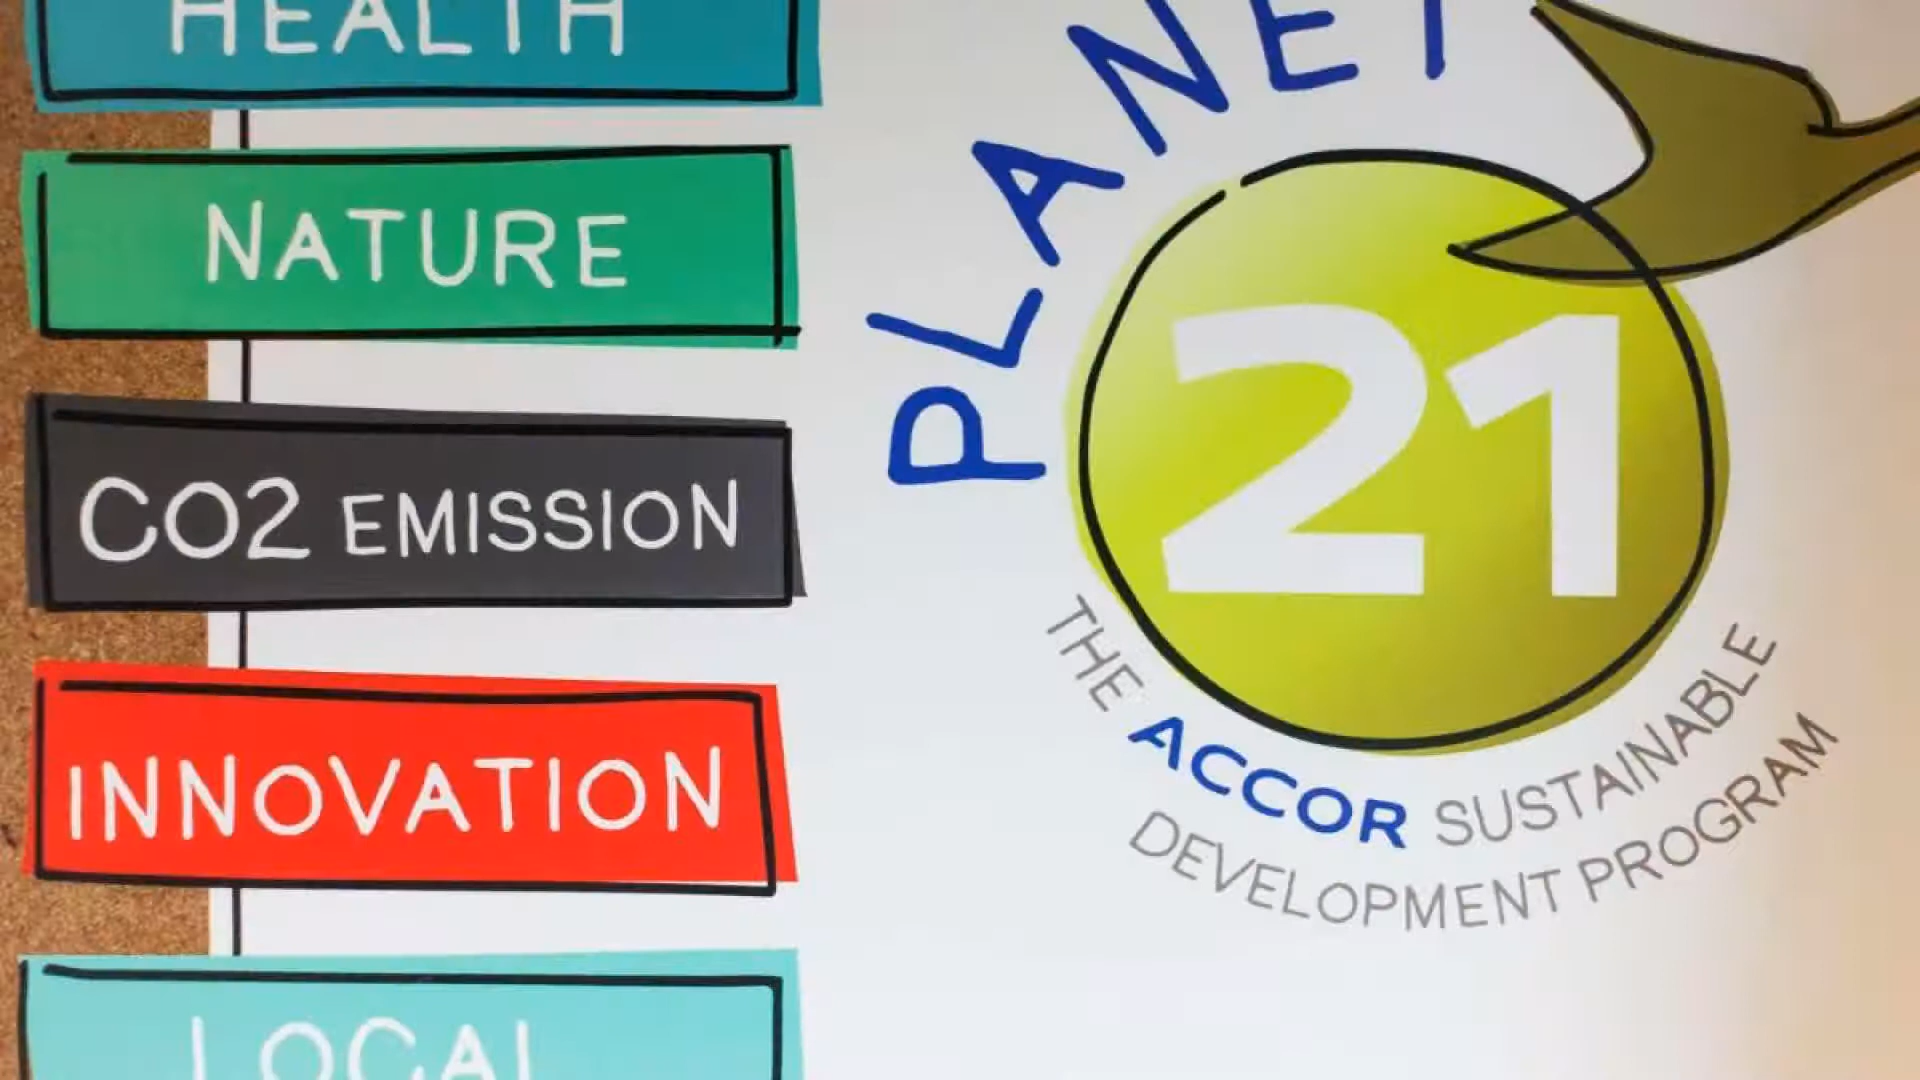 HEALTH
NATURE
CO2 EMISSION
INNOVATION
LOCAL
PLANET
21
THE ACCOR SUSTAINABLE
DEVELOPMENT PROGRAM